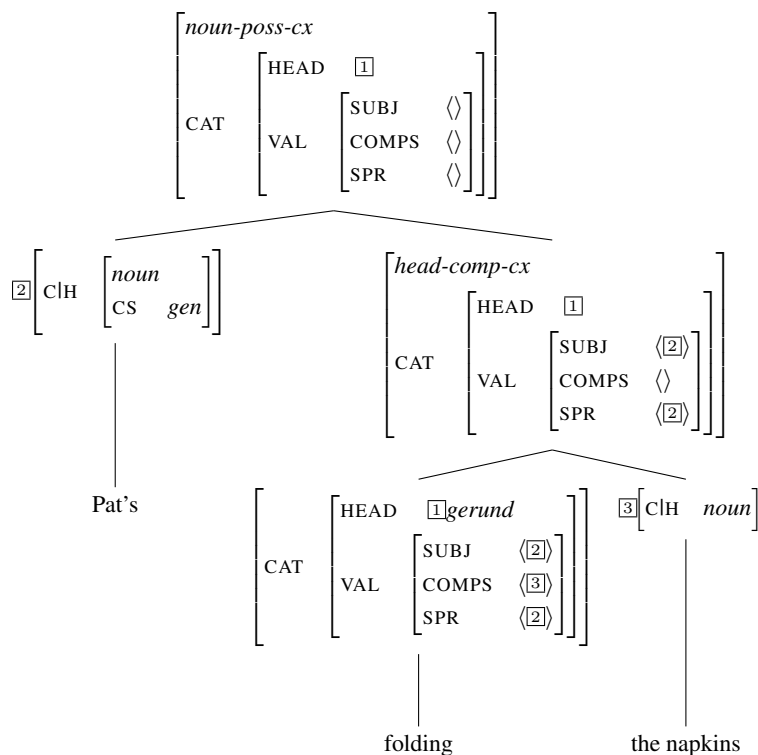 noun-poss-cx
HEAD 1
CAT
SUBJ ⟨⟩
VAL COMPS ⟨⟩
SPR ⟨⟩
2 C|H noun
CS gen
head-comp-cx
HEAD 1
SUBJ ⟨2⟩
CAT
VAL COMPS ⟨⟩
SPR ⟨2⟩
Pat's
HEAD 1 gerund
3 C|H noun
SUBJ ⟨2⟩
CAT
VAL COMPS ⟨3⟩
SPR ⟨2⟩
folding
the napkins